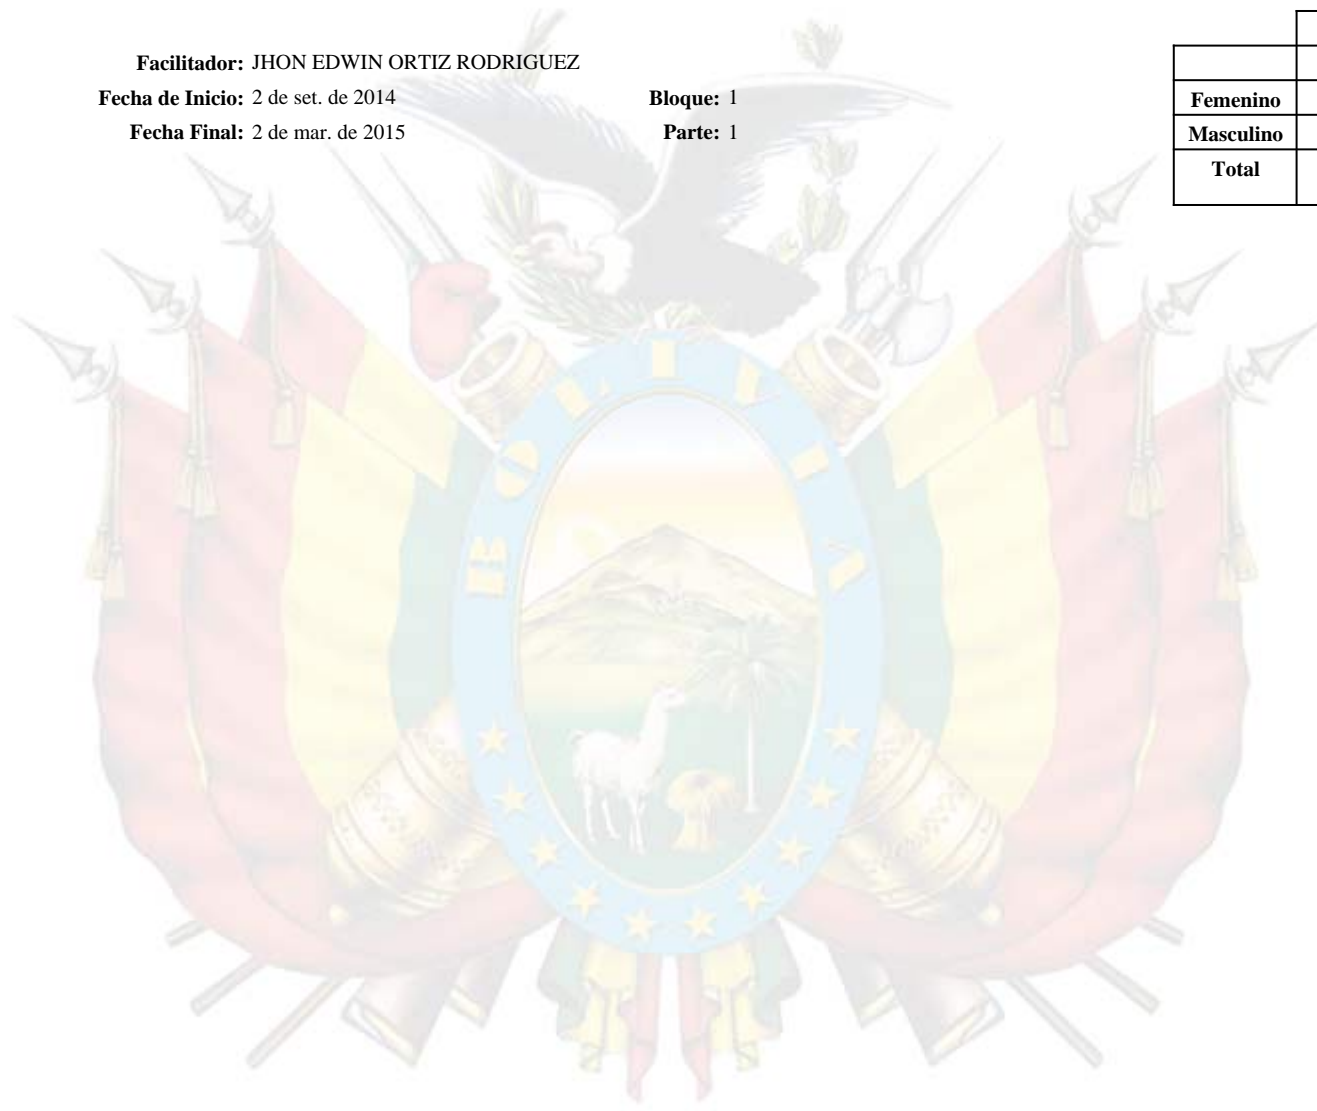 Facilitador: JHON EDWIN ORTIZ RODRIGUEZ
Fecha de Inicio: 2 de set. de 2014 Bloque: 1
Fecha Final: 2 de mar. de 2015 Parte: 1
Femenino
Masculino
Total
BOLIVIA